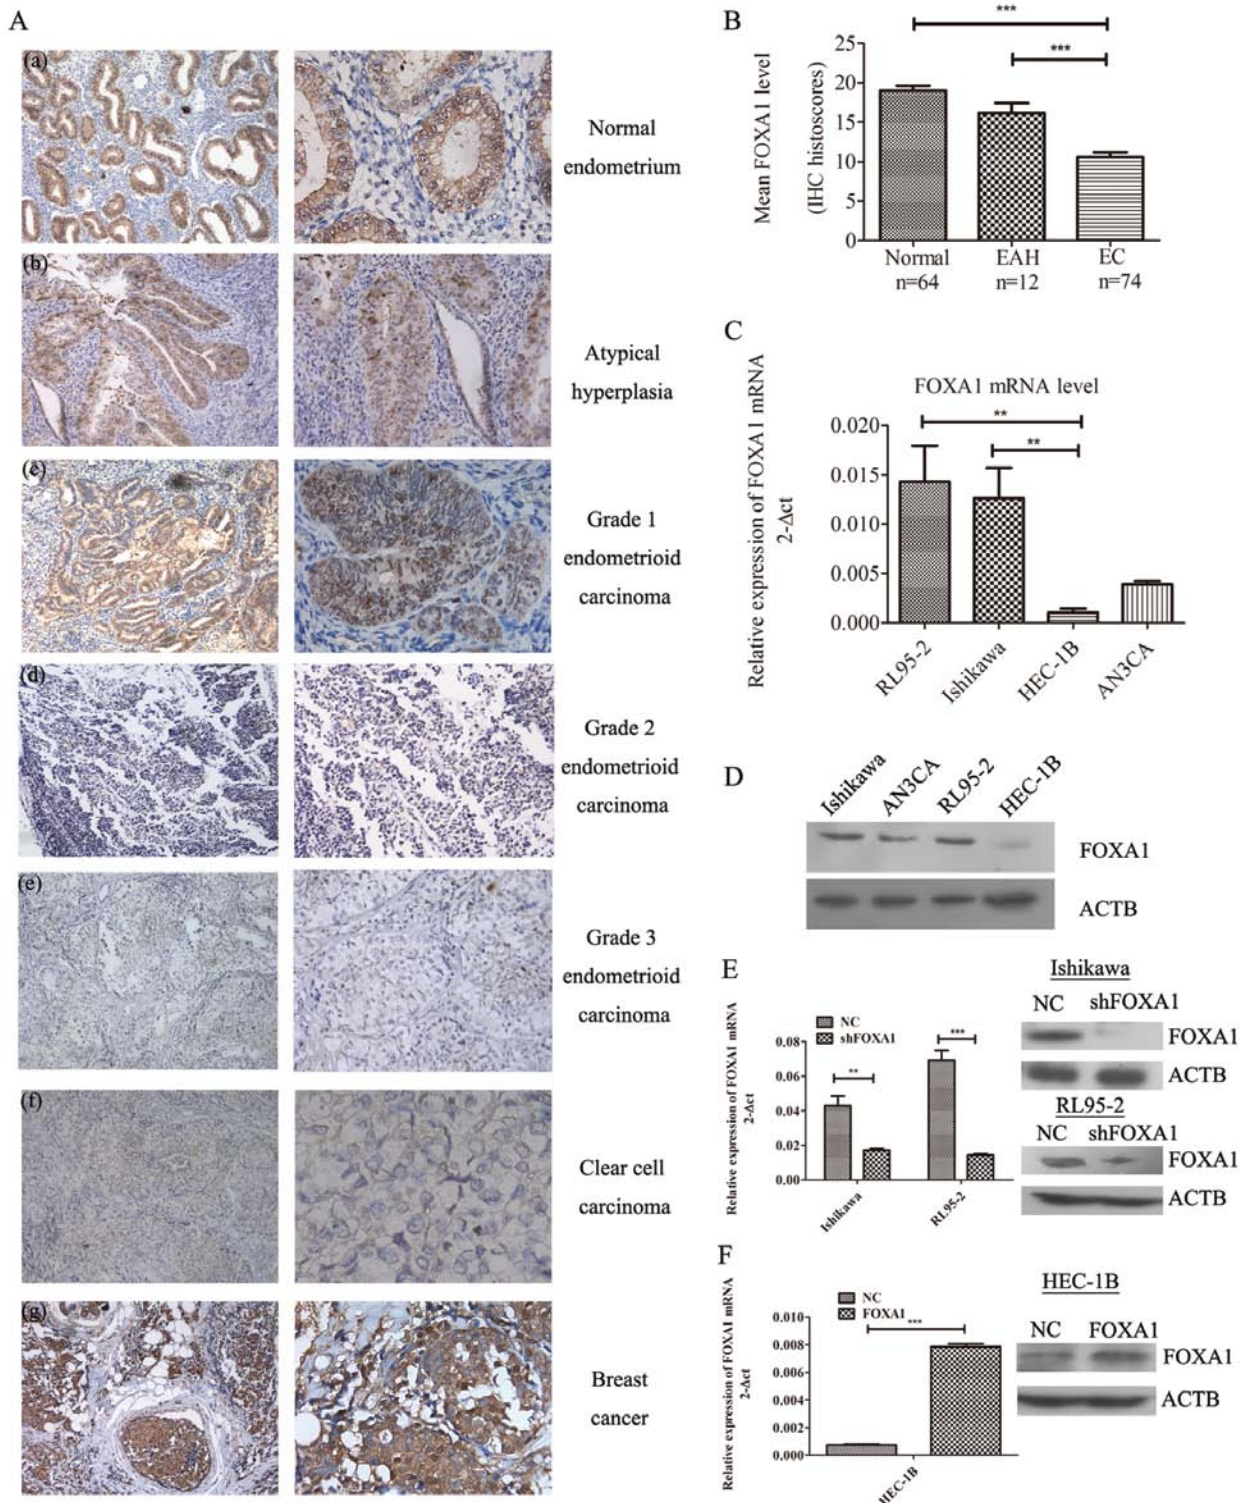 A
(a)
Normal
endometrium
(b)
Atypical
hyperplasia
(c)
Grade 1
endometrioid
carcinoma
(d)
Grade 2
endometrioid
carcinoma
(e)
Grade 3
endometrioid
carcinoma
(f)
Clear cell
carcinoma
(g)
Breast
cancer
B
Mean FOXA1 level
(IHC histoscores)
25
20
15
10
5
0
***
***
Normal
n=64
EAH
n=12
EC
n=74
C
FOXA1 mRNA level
Relative expression of FOXA1 mRNA
2-Δct
0.020
0.015
0.010
0.005
0.000
**
**
RL95-2
Ishikawa
HEC-1B
AN3CA
D
Ishikawa
AN3CA
RL95-2
HEC-1B
FOXA1
ACTB
E
Relative expression of FOXA1 mRNA
2-Δct
NC
shFOXA1
0.08
0.06
0.04
0.02
0.00
**
***
Ishikawa
RL95-2
Ishikawa
NC shFOXA1
FOXA1
ACTB
RL95-2
NC shFOXA1
FOXA1
ACTB
F
Relative expression of FOXA1 mRNA
2-Δct
NC
FOXA1
0.010
0.008
0.006
0.004
0.002
0.000
***
HEC-1B
HEC-1B
NC FOXA1
FOXA1
ACTB